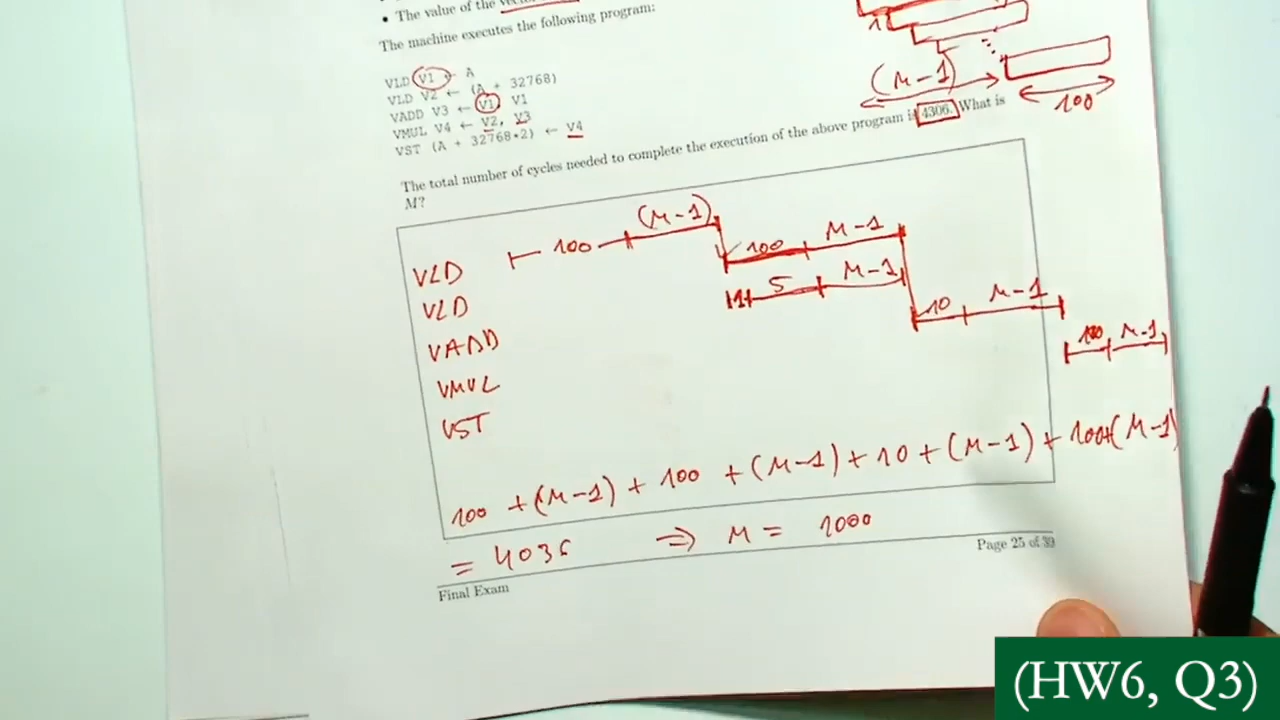 • The value of the
The machine executes the following program:
VLD V1 ← A
VLD V2 ← (A + 32768)
VADD V3 ← V1, V1
VMUL V4 ← V2, V3
VST (A + 32768*2) ← V4
1
(M-1)
100
The total number of cycles needed to complete the execution of the above program is 4306. What is
M?
VLD 100 (M-1) 100 M-1
VLD 1 5 M-1
VADD 10 M-1
VMUL 100 M-1
VST
100 + (M-1) + 100 + (M-1) + 10 + (M-1) + 100+(M-1)
= 4036 ⇒ M = 1000
Final Exam
Page 25 of 39
(HW6, Q3)